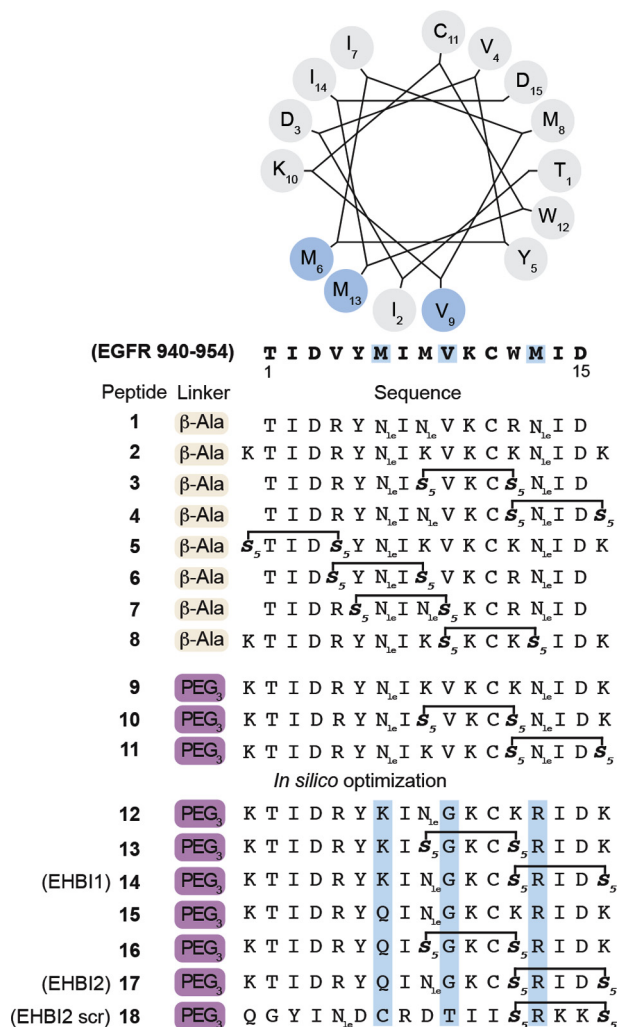 C11
I7 V4
I14 D15
D3 M8
K10 T1
W12
M6 Y5
M13 I2 V9
(EGFR 940-954) T I D V Y M I M V K C W M I D
1 15
Peptide Linker Sequence
1 β-Ala T I D R Y Nle I Nle V K C R Nle I D
2 β-Ala K T I D R Y Nle I K V K C K Nle I D K
3 β-Ala T I D R Y Nle I S5 V K C S5 Nle I D
4 β-Ala T I D R Y Nle I Nle V K C S5 Nle I D S5
5 β-Ala S5 T I D S5 Y Nle I K V K C K Nle I D K
6 β-Ala T I D S5 Y Nle I S5 V K C R Nle I D
7 β-Ala T I D R S5 Nle I Nle S5 K C R Nle I D
8 β-Ala K T I D R Y Nle I K S5 K C K S5 I D K
9 PEG3 K T I D R Y Nle I K V K C K Nle I D K
10 PEG3 K T I D R Y Nle I S5 V K C S5 Nle I D K
11 PEG3 K T I D R Y Nle I K V K C S5 Nle I D S5
In silico optimization
12 PEG3 K T I D R Y K I Nle G K C K R I D K
13 PEG3 K T I D R Y K I S5 G K C S5 R I D K
(EHBI1) 14 PEG3 K T I D R Y K I Nle G K C S5 R I D S5
15 PEG3 K T I D R Y Q I Nle G K C K R I D K
16 PEG3 K T I D R Y Q I S5 G K C S5 R I D K
(EHBI2) 17 PEG3 K T I D R Y Q I Nle G K C S5 R I D S5
(EHBI2 scr) 18 PEG3 Q G Y I Nle D C R D T I I S5 R K K S5